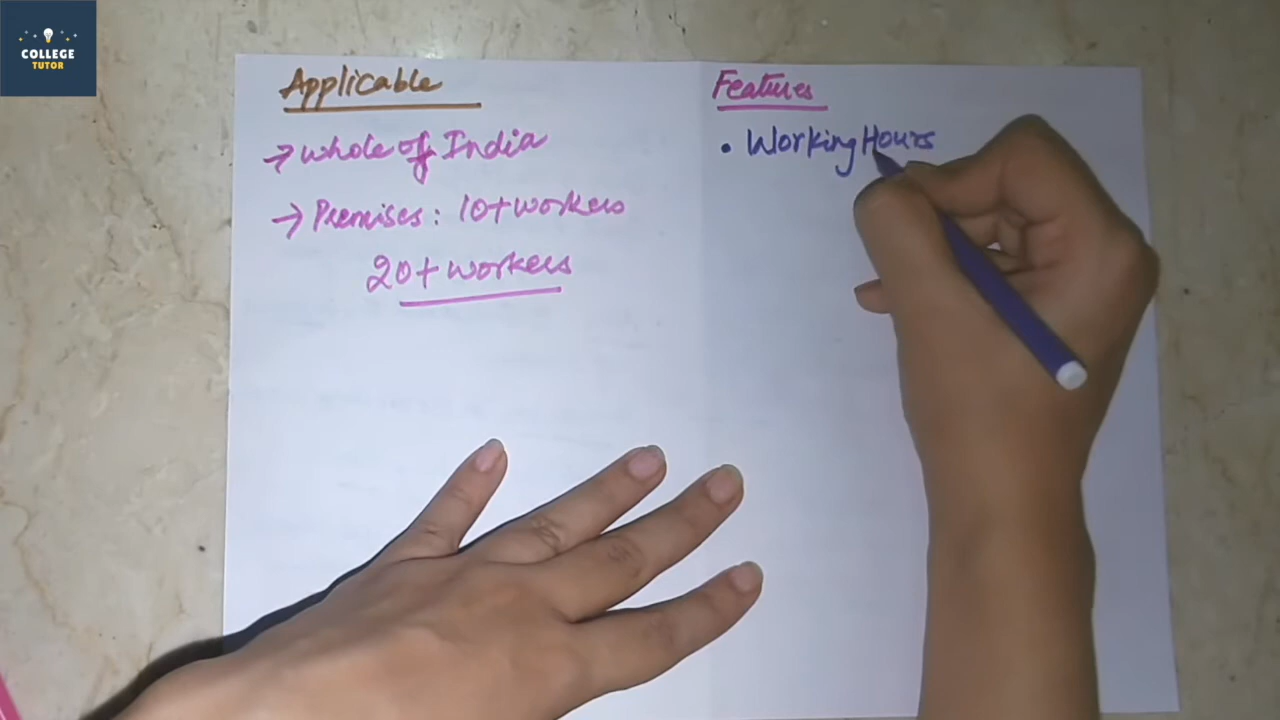 COLLEGE
TUTOR
Applicable
→ whole of India
→ Premises: 10+ workers
20+ workers
Features
• Working Hours